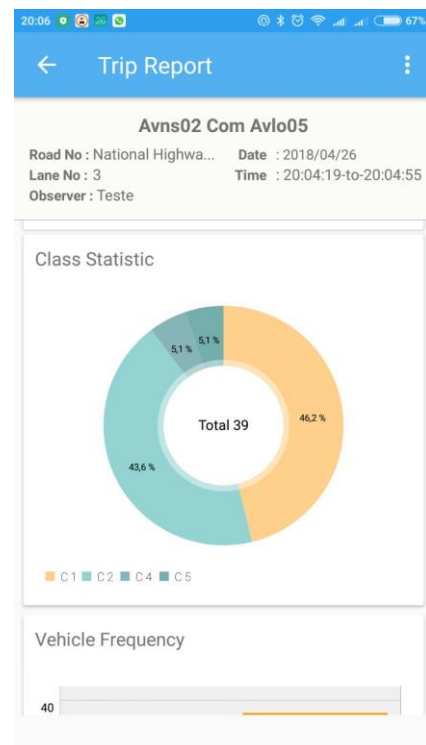 20:06 67%
Trip Report
Avns02 Com Avlo05
Road No : National Highwa... Date : 2018/04/26
Lane No : 3 Time : 20:04:19-to-20:04:55
Observer : Teste
Class Statistic
5,1 % 5,1 %
Total 39 46,2 %
43,6 %
C1 C2 C4 C5
Vehicle Frequency
40